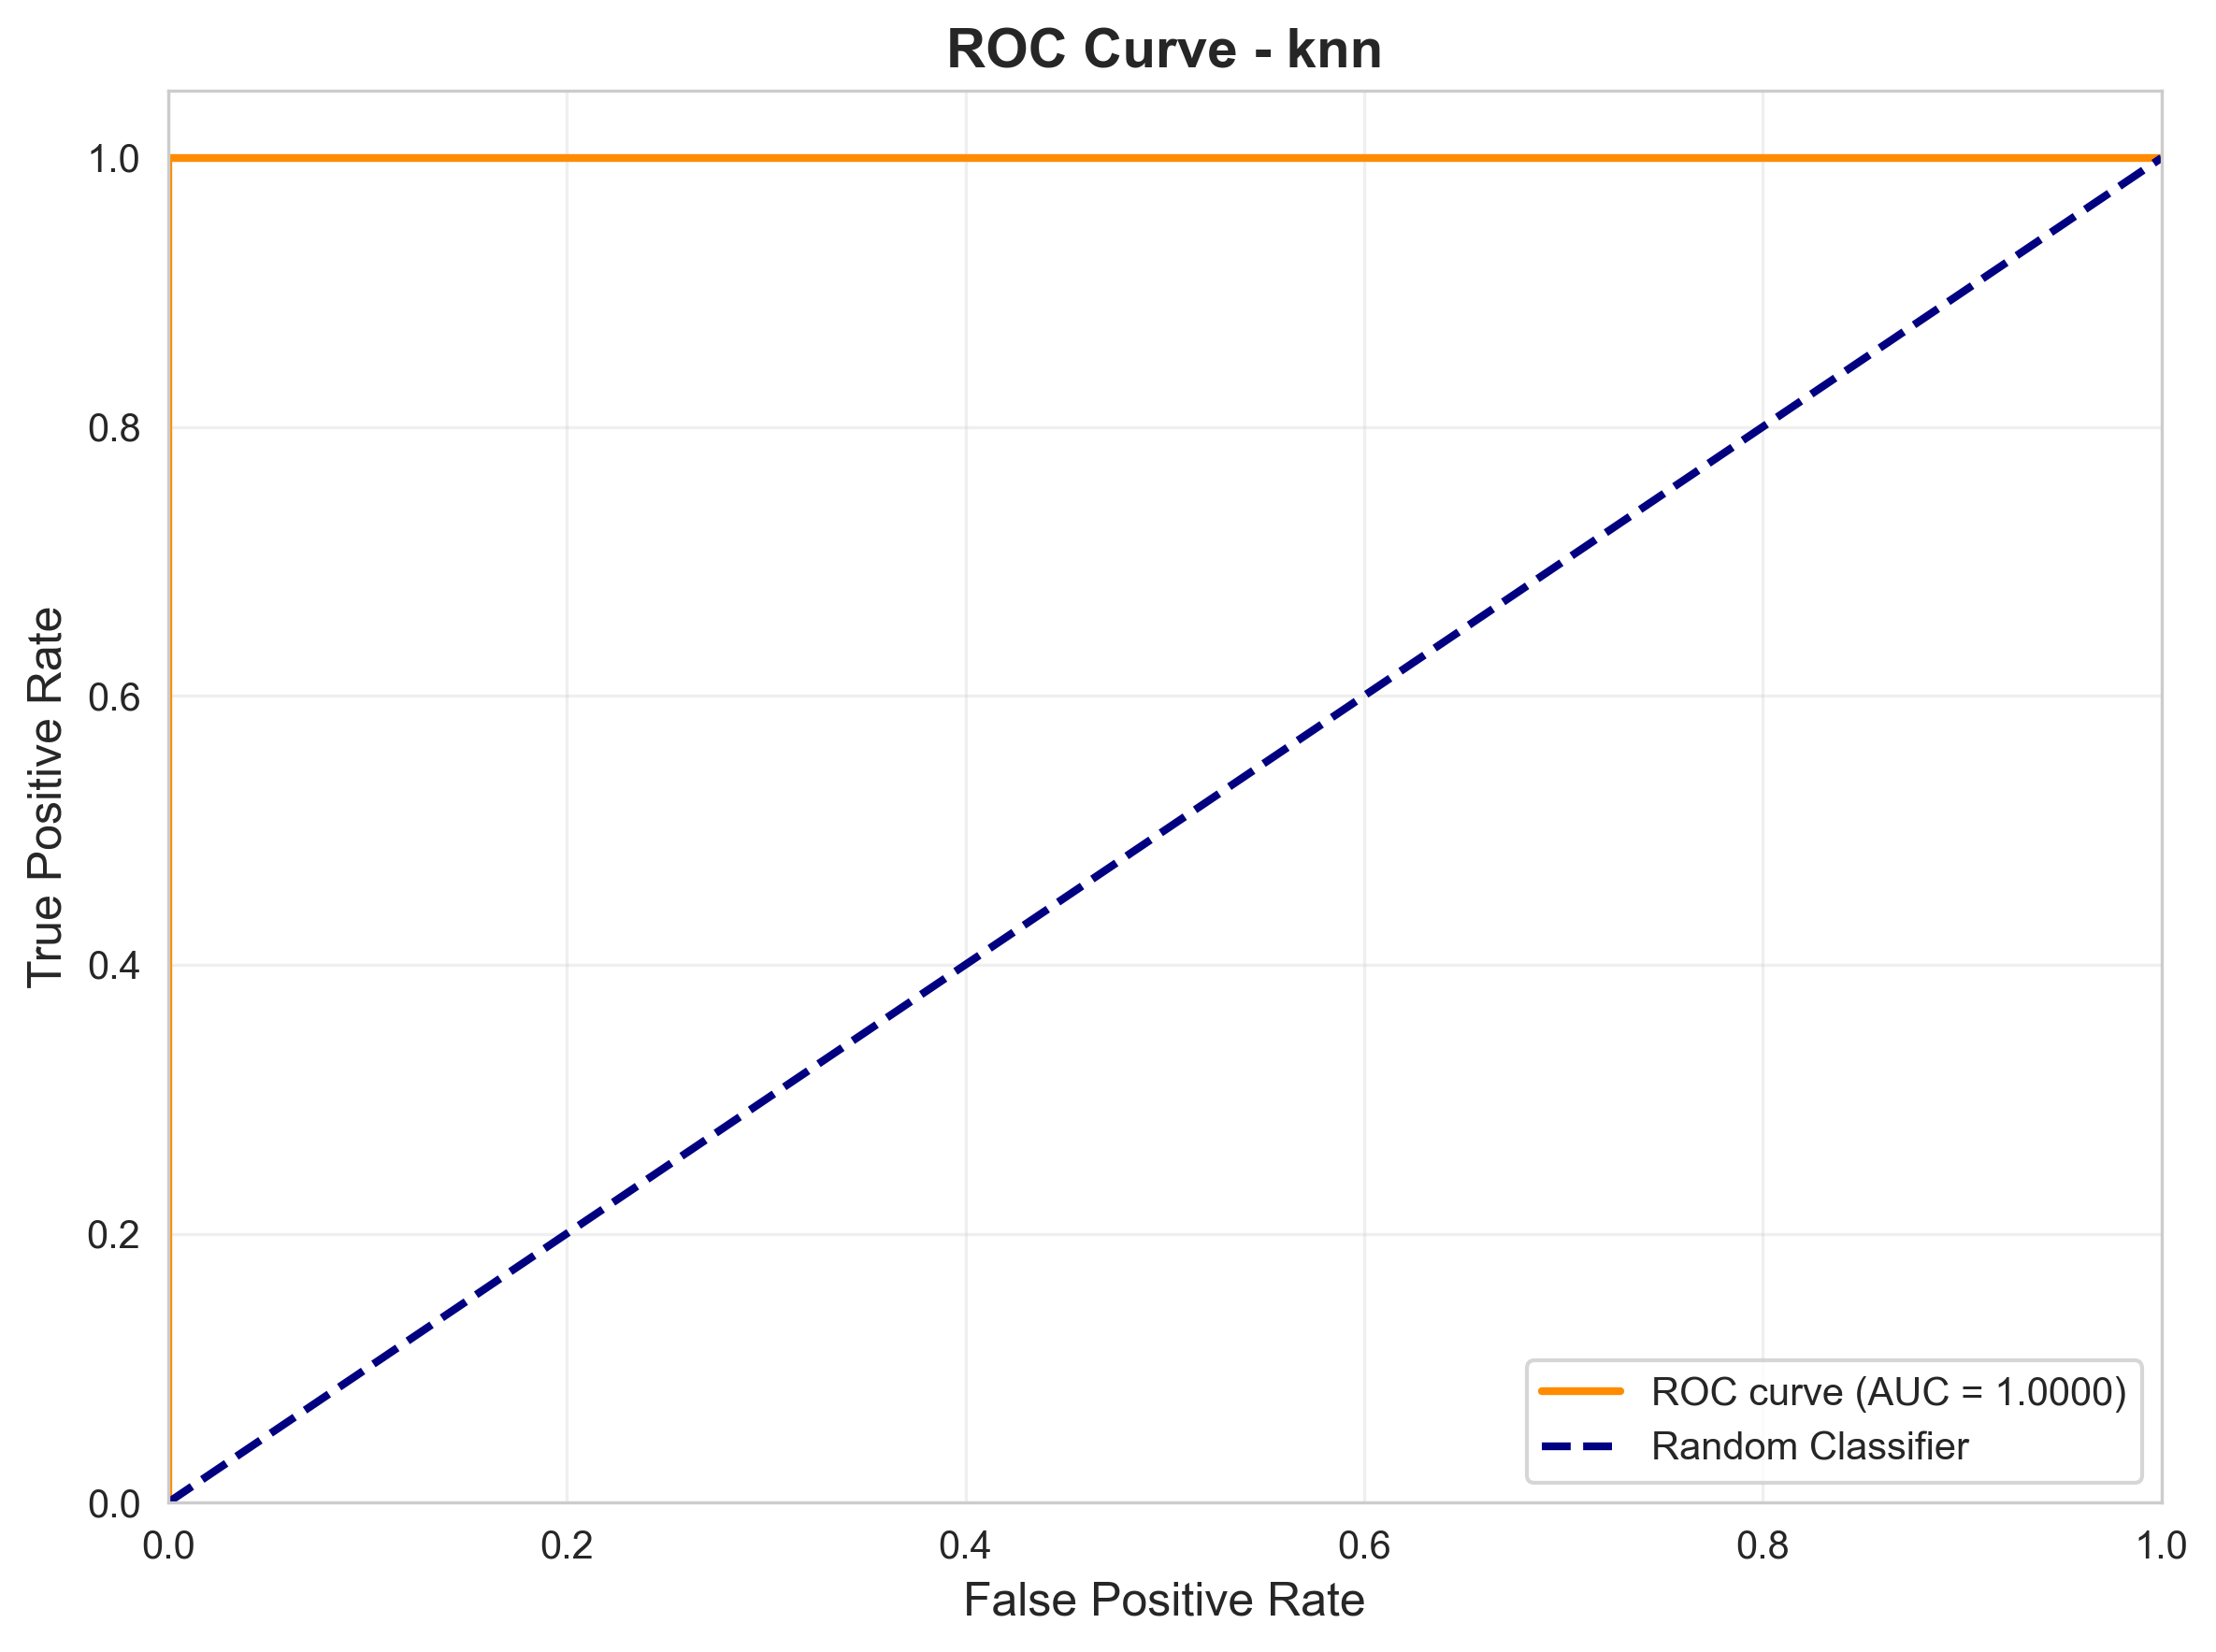 ROC Curve - knn
1.0
0.8
0.6
0.4
0.2
0.0
True Positive Rate
ROC curve (AUC = 1.0000)
Random Classifier
0.0 0.2 0.4 0.6 0.8 1.0
False Positive Rate